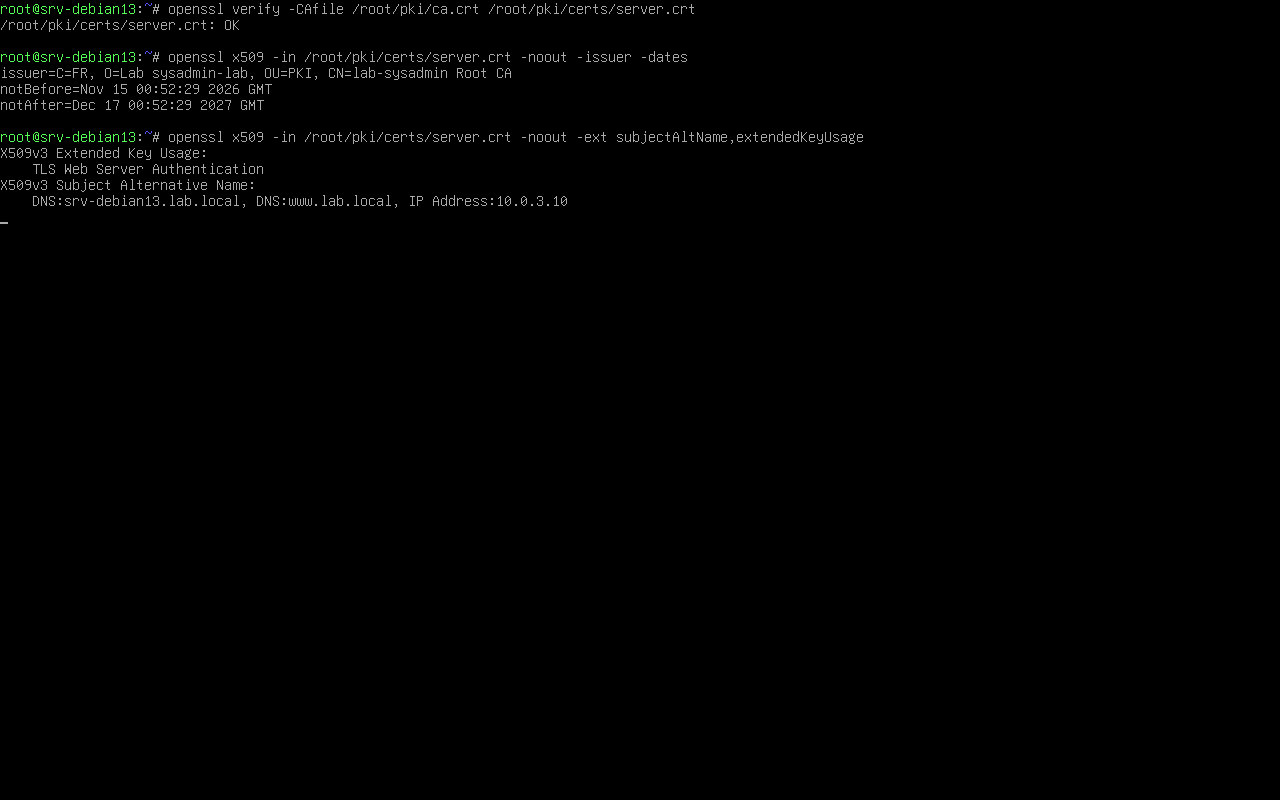 root@srv-debian13:~# openssl verify -CAfile /root/pki/ca.crt /root/pki/certs/server.crt
/root/pki/certs/server.crt: OK
root@srv-debian13:~# openssl x509 -in /root/pki/certs/server.crt -noout -issuer -dates
issuer=C=FR, O=Lab sysadmin-lab, OU=PKI, CN=lab-sysadmin Root CA
notBefore=Nov 15 00:52:29 2026 GMT
notAfter=Dec 17 00:52:29 2027 GMT
root@srv-debian13:~# openssl x509 -in /root/pki/certs/server.crt -noout -ext subjectAltName,extendedKeyUsage
X509v3 Extended Key Usage:
    TLS Web Server Authentication
X509v3 Subject Alternative Name:
    DNS:srv-debian13.lab.local, DNS:www.lab.local, IP Address:10.0.3.10